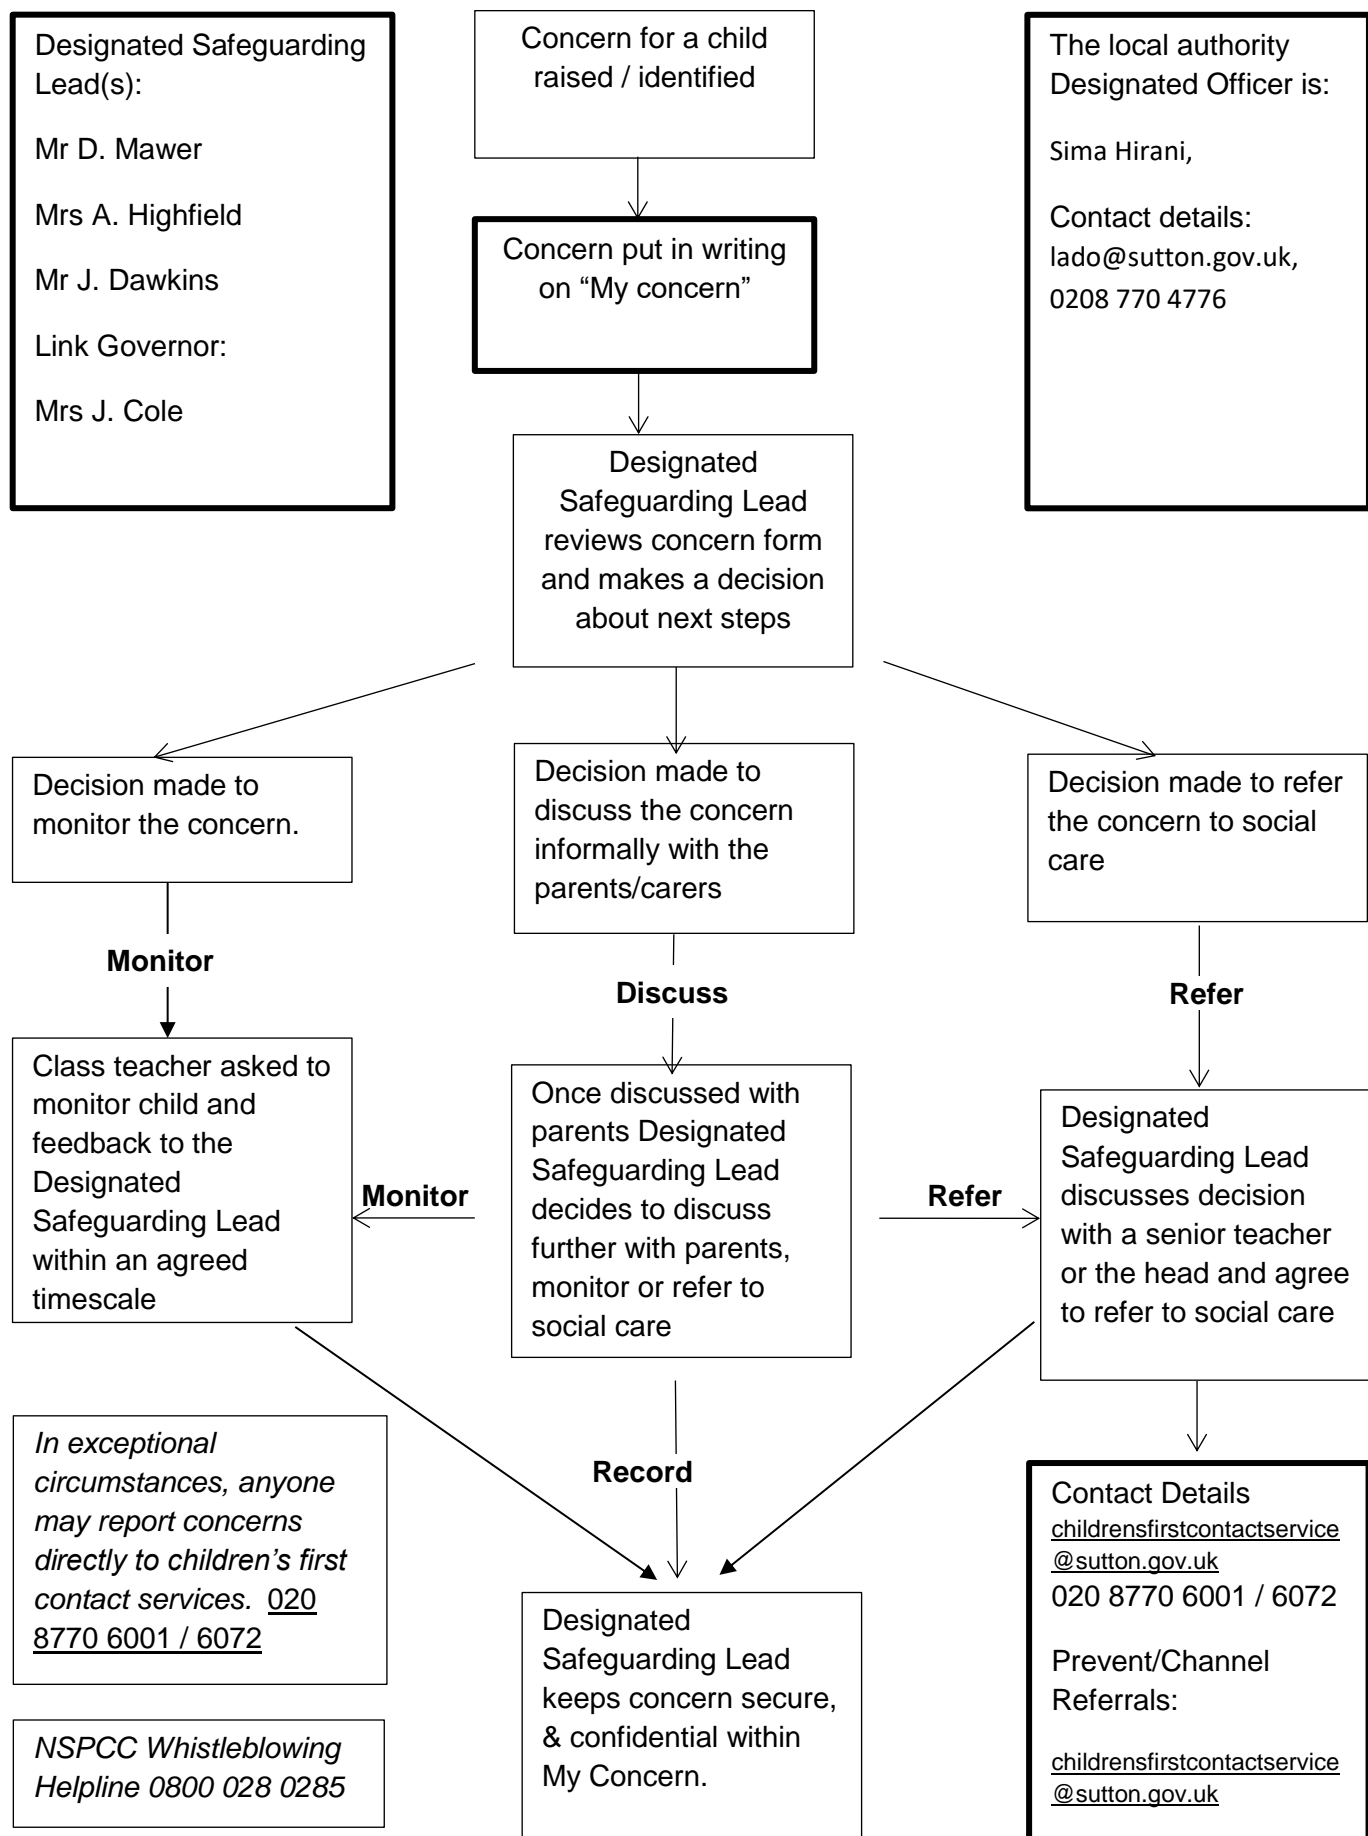 Designated Safeguarding
Lead(s):
Mr D. Mawer
Mrs A. Highfield
Mr J. Dawkins
Link Governor:
Mrs J. Cole
Concern for a child
raised / identified
The local authority
Designated Officer is:
Sima Hirani,
Contact details:
lado@sutton.gov.uk,
0208 770 4776
Concern put in writing
on “My concern”
Designated
Safeguarding Lead
reviews concern form
and makes a decision
about next steps
Decision made to
monitor the concern.
Decision made to
discuss the concern
informally with the
parents/carers
Decision made to refer
the concern to social
care
Monitor
Discuss
Refer
Class teacher asked to
monitor child and
feedback to the
Designated
Safeguarding Lead
within an agreed
timescale
Monitor
Once discussed with
parents Designated
Safeguarding Lead
decides to discuss
further with parents,
monitor or refer to
social care
Refer
Designated
Safeguarding Lead
discusses decision
with a senior teacher
or the head and agree
to refer to social care
In exceptional
circumstances, anyone
may report concerns
directly to children’s first
contact services. 020
8770 6001 / 6072
Record
Contact Details
childrensfirstcontactservice
@sutton.gov.uk
020 8770 6001 / 6072
Prevent/Channel
Referrals:
childrensfirstcontactservice
@sutton.gov.uk
Designated
Safeguarding Lead
keeps concern secure,
& confidential within
My Concern.
NSPCC Whistleblowing
Helpline 0800 028 0285